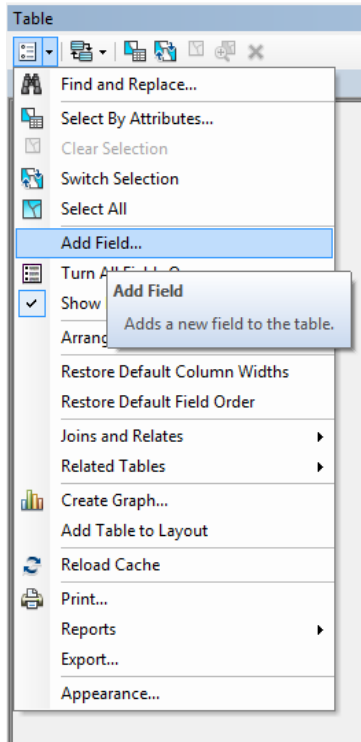 Table
Find and Replace...
Select By Attributes...
Clear Selection
Switch Selection
Select All
Add Field...
Turn All
Add Field
Show
Adds a new field to the table.
Restore Default Column Widths
Restore Default Field Order
Joins and Relates
Related Tables
Create Graph...
Add Table to Layout
Reload Cache
Print...
Reports
Export...
Appearance...